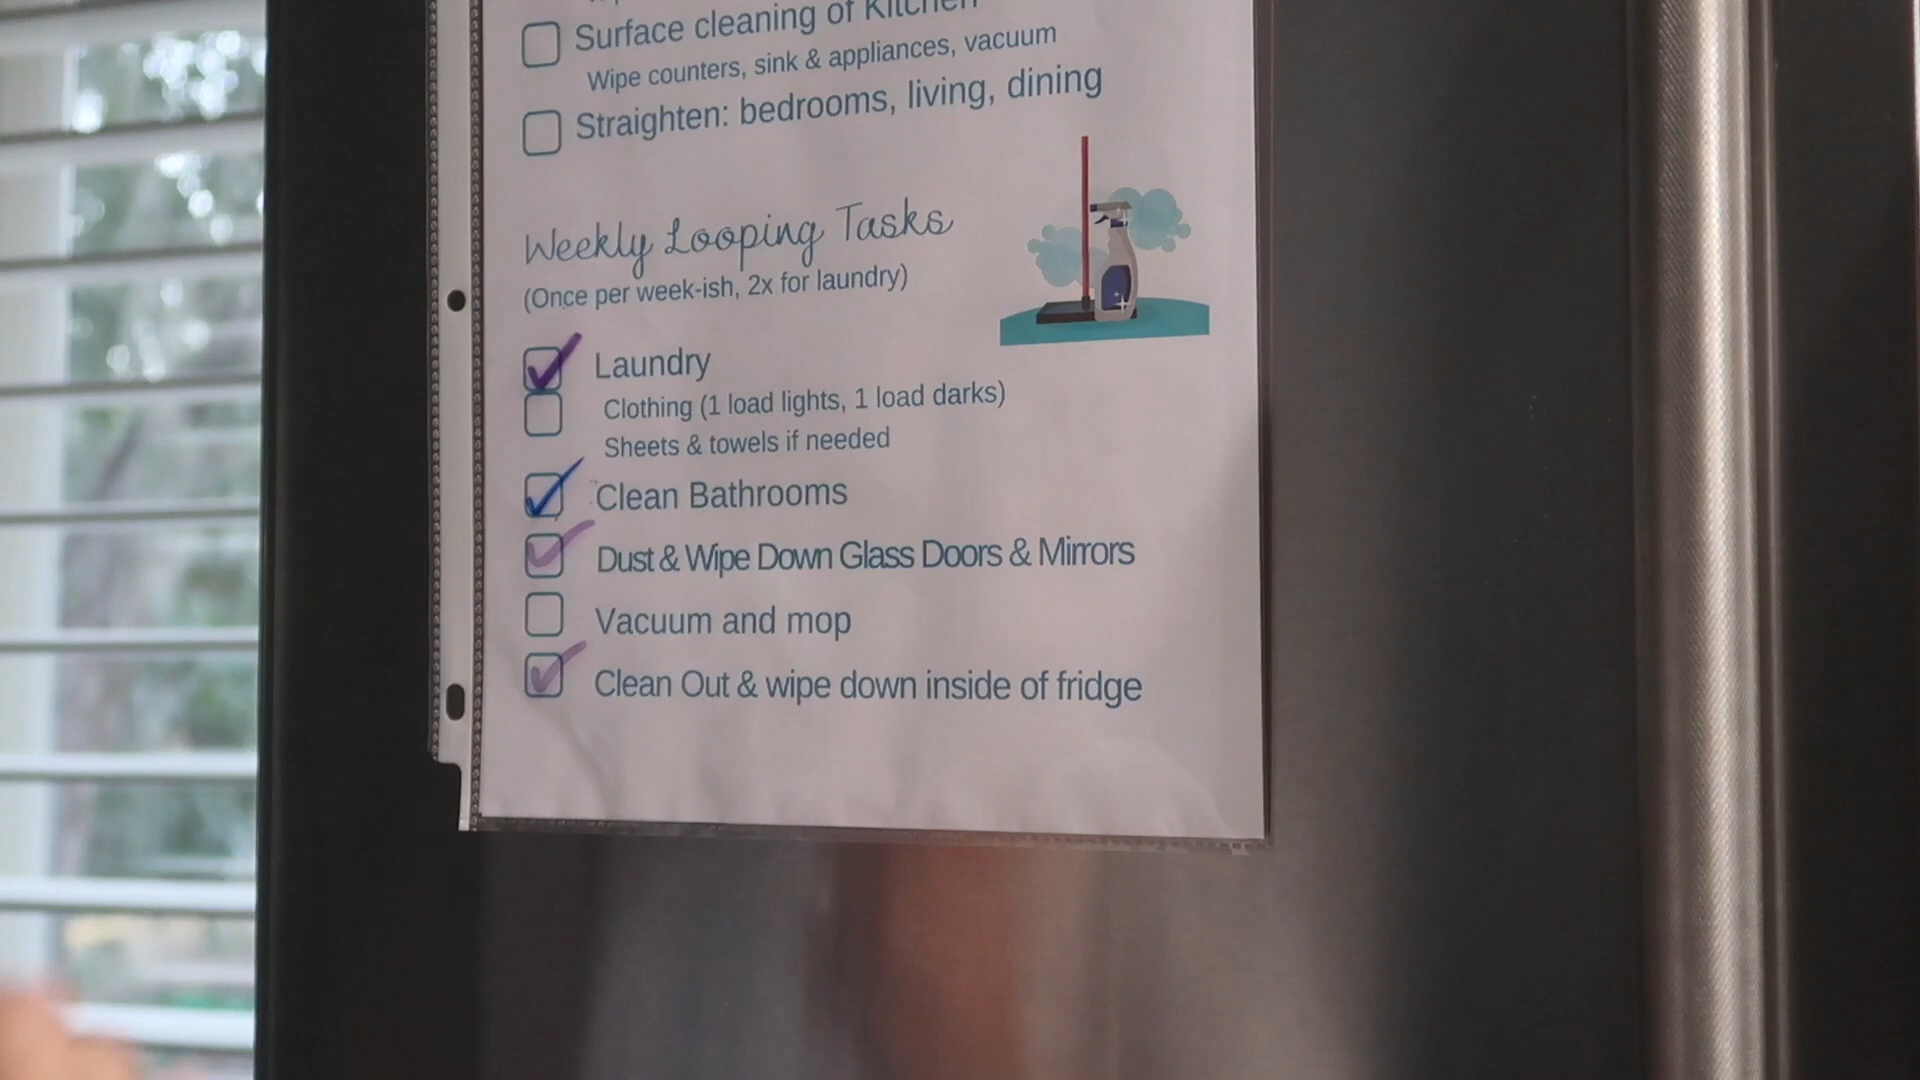 Surface cleaning of Kitchen
Wipe counters, sink & appliances, vacuum
Straighten: bedrooms, living, dining
Weekly Looping Tasks
(Once per week-ish, 2x for laundry)
Laundry
Clothing (1 load lights, 1 load darks)
Sheets & towels if needed
Clean Bathrooms
Dust & Wipe Down Glass Doors & Mirrors
Vacuum and mop
Clean Out & wipe down inside of fridge